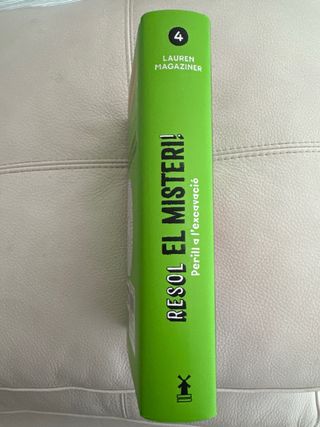 4
LAUREN
MAGAZINER
RESOL EL MISTERI!
Perill a l'excavació